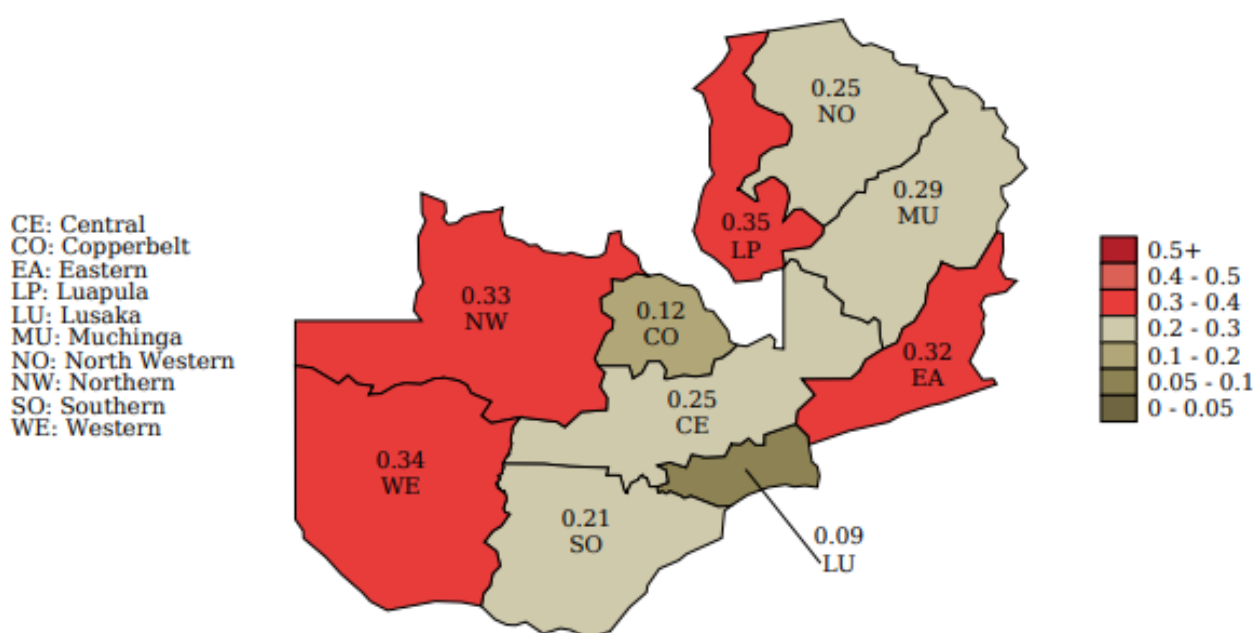 CE: Central
CO: Copperbelt
EA: Eastern
LP: Luapula
LU: Lusaka
MU: Muchinga
NO: North Western
NW: Northern
SO: Southern
WE: Western
0.25
NO
0.29
MU
0.35
LP
0.33
NW
0.12
CO
0.32
EA
0.25
CE
0.34
WE
0.21
SO
0.09
LU
0.5+
0.4 - 0.5
0.3 - 0.4
0.2 - 0.3
0.1 - 0.2
0.05 - 0.1
0 - 0.05